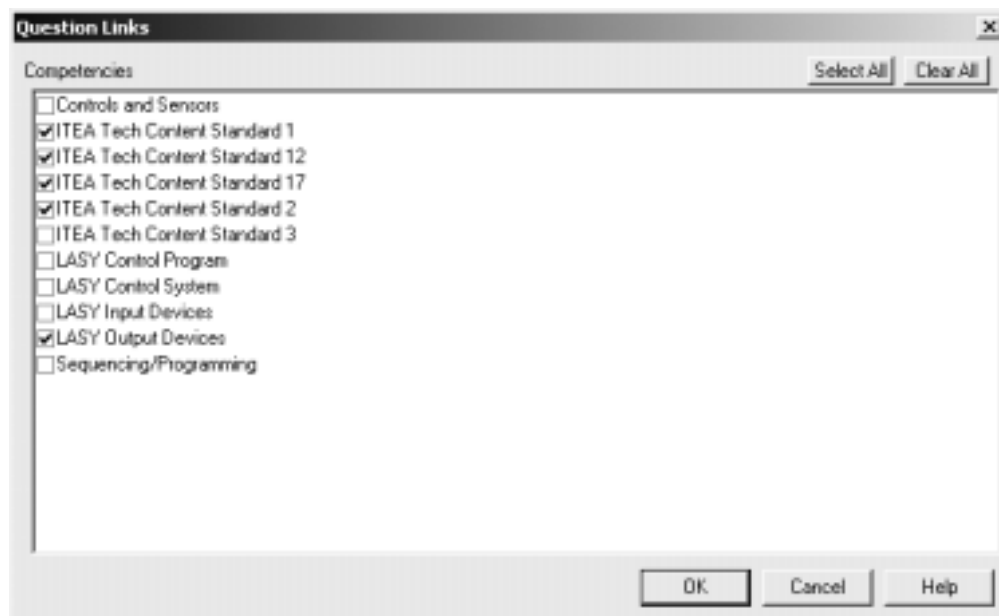 Question Links
Competencies Select All Clear All
Controls and Sensors
ITEA Tech Content Standard 1
ITEA Tech Content Standard 12
ITEA Tech Content Standard 17
ITEA Tech Content Standard 2
ITEA Tech Content Standard 3
LASY Control Program
LASY Control System
LASY Input Devices
LASY Output Devices
Sequencing/Programming
OK Cancel Help